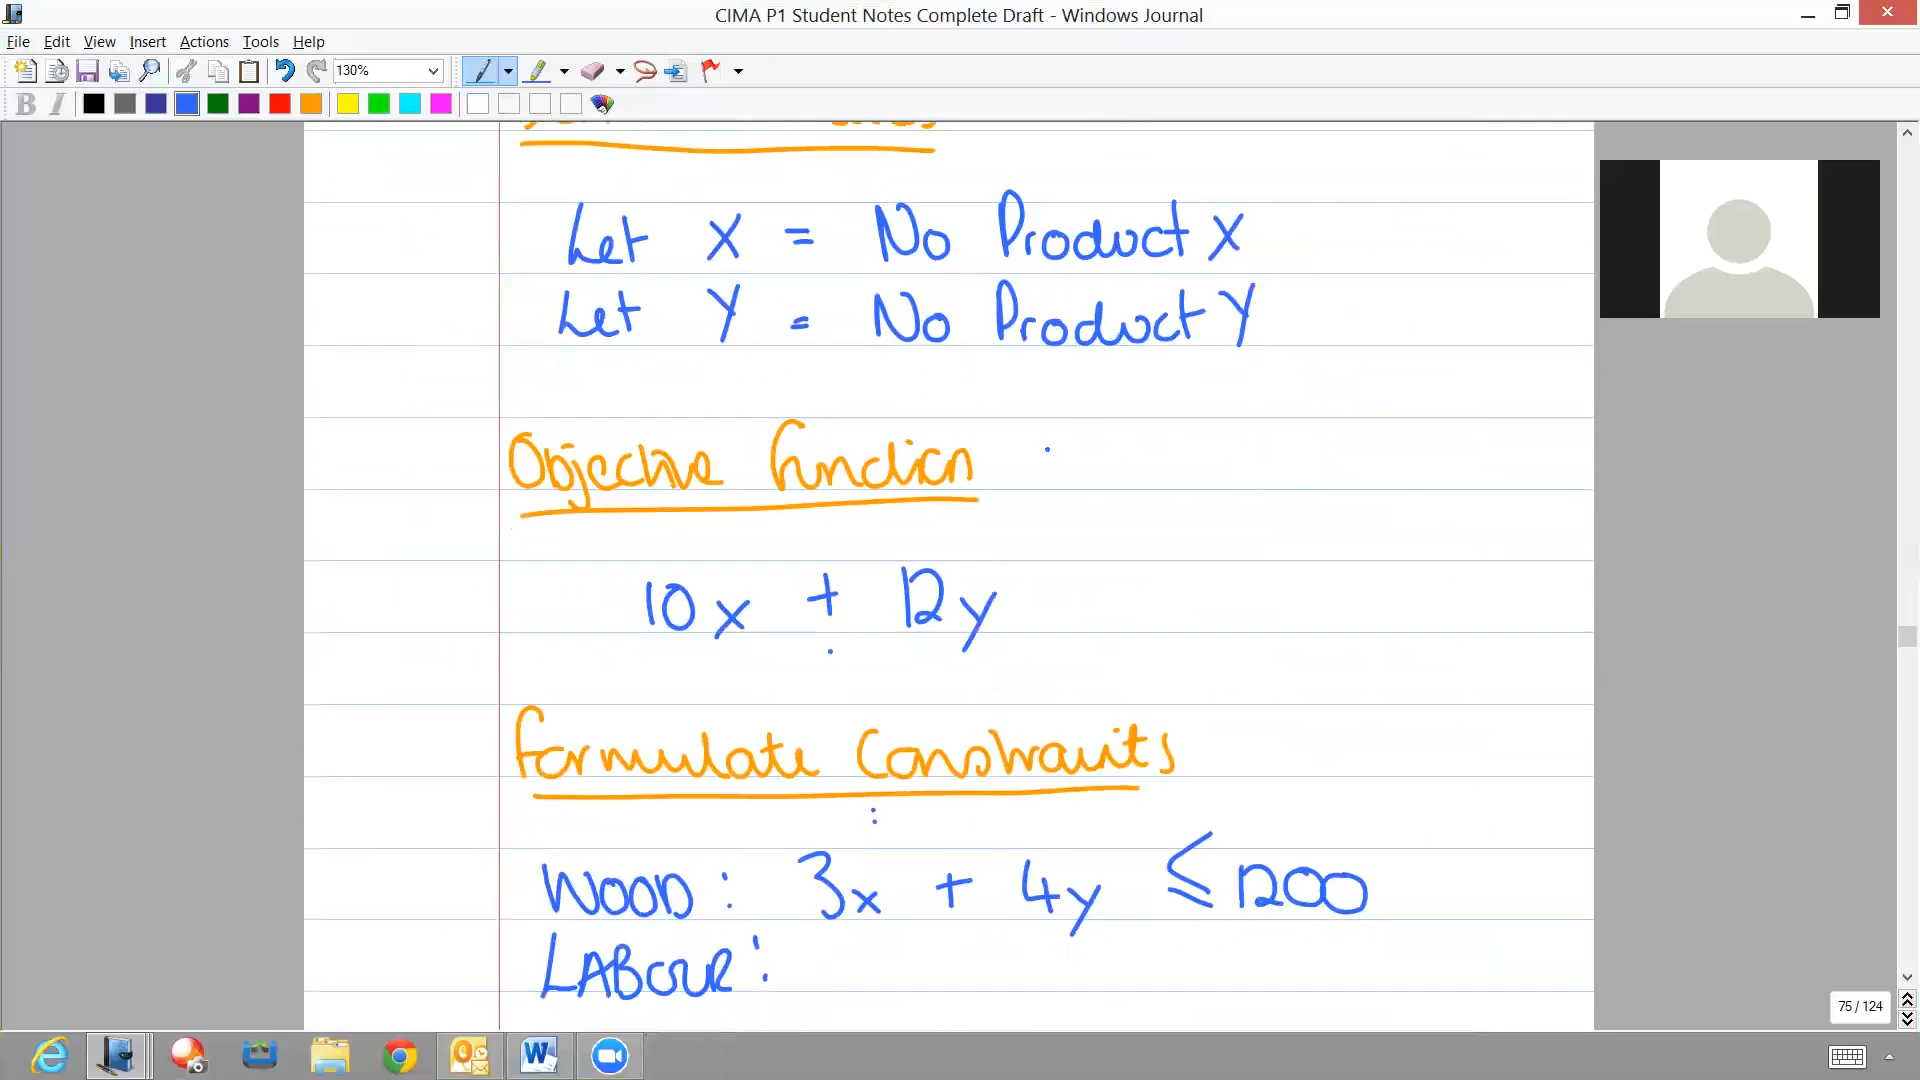 CIMA P1 Student Notes Complete Draft - Windows Journal
File Edit View Insert Actions Tools Help
130%
B I
Let X = No Product X
Let Y = No Product Y
Objective Function
10x + 12y
Formulate Constraints
WOOD: 3x + 4y ≤ 1200
LABOUR:
75 / 124